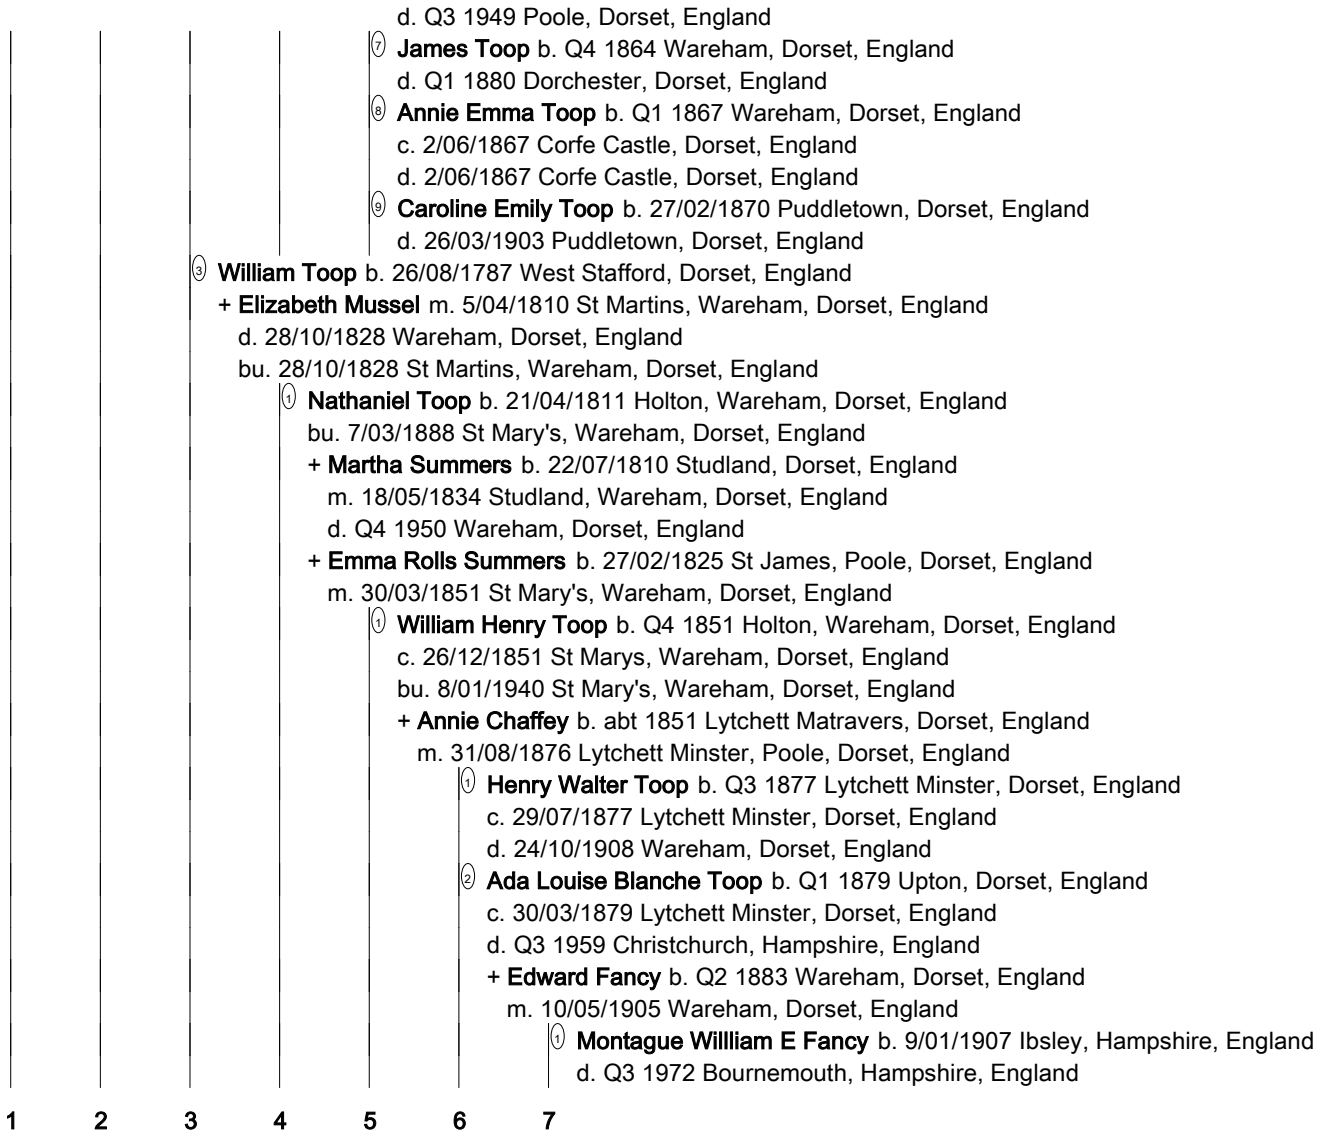 d. Q3 1949 Poole, Dorset, England
7 James Toop b. Q4 1864 Wareham, Dorset, England
d. Q1 1880 Dorchester, Dorset, England
8 Annie Emma Toop b. Q1 1867 Wareham, Dorset, England
c. 2/06/1867 Corfe Castle, Dorset, England
d. 2/06/1867 Corfe Castle, Dorset, England
9 Caroline Emily Toop b. 27/02/1870 Puddletown, Dorset, England
d. 26/03/1903 Puddletown, Dorset, England
3 William Toop b. 26/08/1787 West Stafford, Dorset, England
+ Elizabeth Mussel m. 5/04/1810 St Martins, Wareham, Dorset, England
d. 28/10/1828 Wareham, Dorset, England
bu. 28/10/1828 St Martins, Wareham, Dorset, England
1 Nathaniel Toop b. 21/04/1811 Holton, Wareham, Dorset, England
bu. 7/03/1888 St Mary's, Wareham, Dorset, England
+ Martha Summers b. 22/07/1810 Studland, Dorset, England
m. 18/05/1834 Studland, Wareham, Dorset, England
d. Q4 1950 Wareham, Dorset, England
+ Emma Rolls Summers b. 27/02/1825 St James, Poole, Dorset, England
m. 30/03/1851 St Mary's, Wareham, Dorset, England
1 William Henry Toop b. Q4 1851 Holton, Wareham, Dorset, England
c. 26/12/1851 St Marys, Wareham, Dorset, England
bu. 8/01/1940 St Mary's, Wareham, Dorset, England
+ Annie Chaffey b. abt 1851 Lytchett Matravers, Dorset, England
m. 31/08/1876 Lytchett Minster, Poole, Dorset, England
1 Henry Walter Toop b. Q3 1877 Lytchett Minster, Dorset, England
c. 29/07/1877 Lytchett Minster, Dorset, England
d. 24/10/1908 Wareham, Dorset, England
2 Ada Louise Blanche Toop b. Q1 1879 Upton, Dorset, England
c. 30/03/1879 Lytchett Minster, Dorset, England
d. Q3 1959 Christchurch, Hampshire, England
+ Edward Fancy b. Q2 1883 Wareham, Dorset, England
m. 10/05/1905 Wareham, Dorset, England
1 Montague Willliam E Fancy b. 9/01/1907 Ibsley, Hampshire, England
d. Q3 1972 Bournemouth, Hampshire, England
1 2 3 4 5 6 7